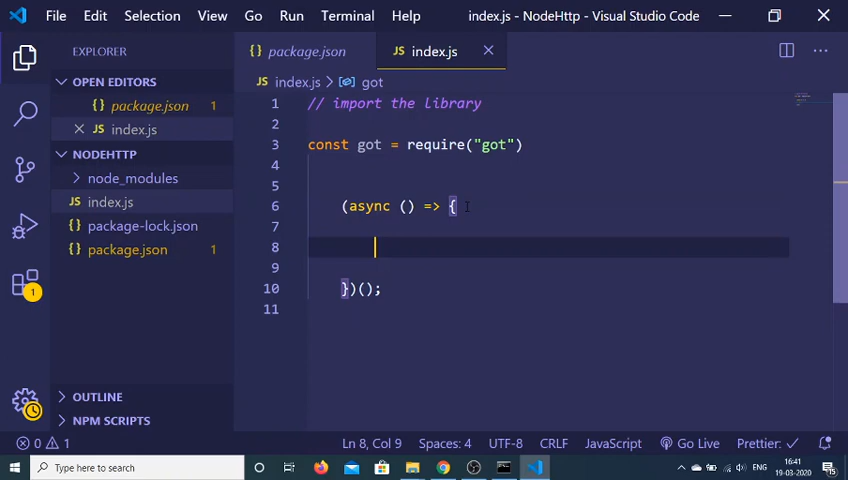 File Edit Selection View Go Run Terminal Help index.js - NodeHttp - Visual Studio Code
EXPLORER
OPEN EDITORS
package.json 1
index.js
NODEHTTP
node_modules
index.js
package-lock.json
package.json 1
1
OUTLINE
NPM SCRIPTS
{} package.json JS index.js
JS index.js > got
1 // import the library
2
3 const got = require("got")
4
5
6 (async () => {
7
8
9
10 })();
11
0 1 Ln 8, Col 9 Spaces: 4 UTF-8 CRLF JavaScript Go Live Prettier: ✓
Type here to search
ENG
16:41
19-03-2020